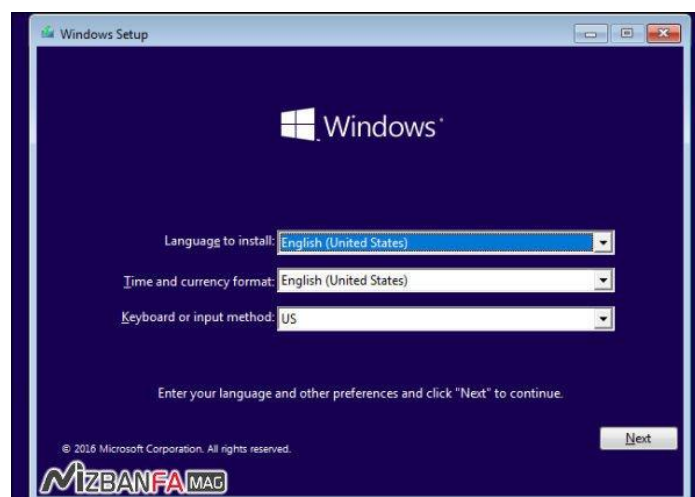 Windows Setup
Windows
Language to install: English (United States)
Time and currency format: English (United States)
Keyboard or input method: US
Enter your language and other preferences and click "Next" to continue.
Next
© 2016 Microsoft Corporation. All rights reserved.
MIZBANFA MAG